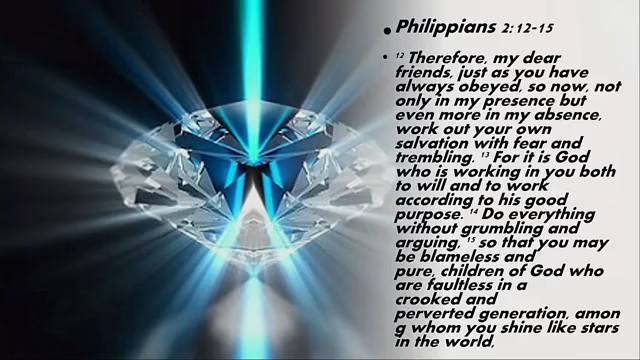 • Philippians 2:12-15
• ¹² Therefore, my dear
friends, just as you have
always obeyed, so now, not
only in my presence but
even more in my absence,
work out your own
salvation with fear and
trembling. ¹³ For it is God
who is working in you both
to will and to work
according to his good
purpose. ¹⁴ Do everything
without grumbling and
arguing, ¹⁵ so that you may
be blameless and
pure, children of God who
are faultless in a
crooked and
perverted generation, amon
g whom you shine like stars
in the world,